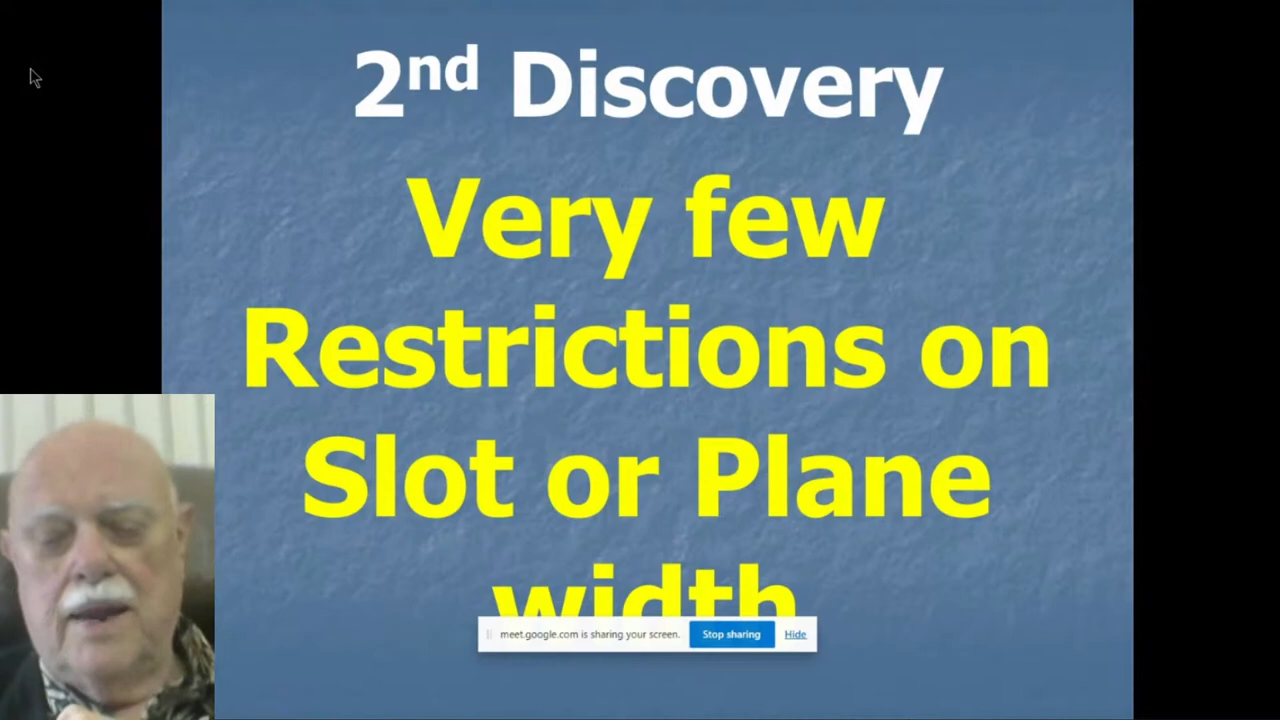 2nd Discovery
Very few
Restrictions on
Slot or Plane
width
meet.google.com is sharing your screen. Stop sharing Hide